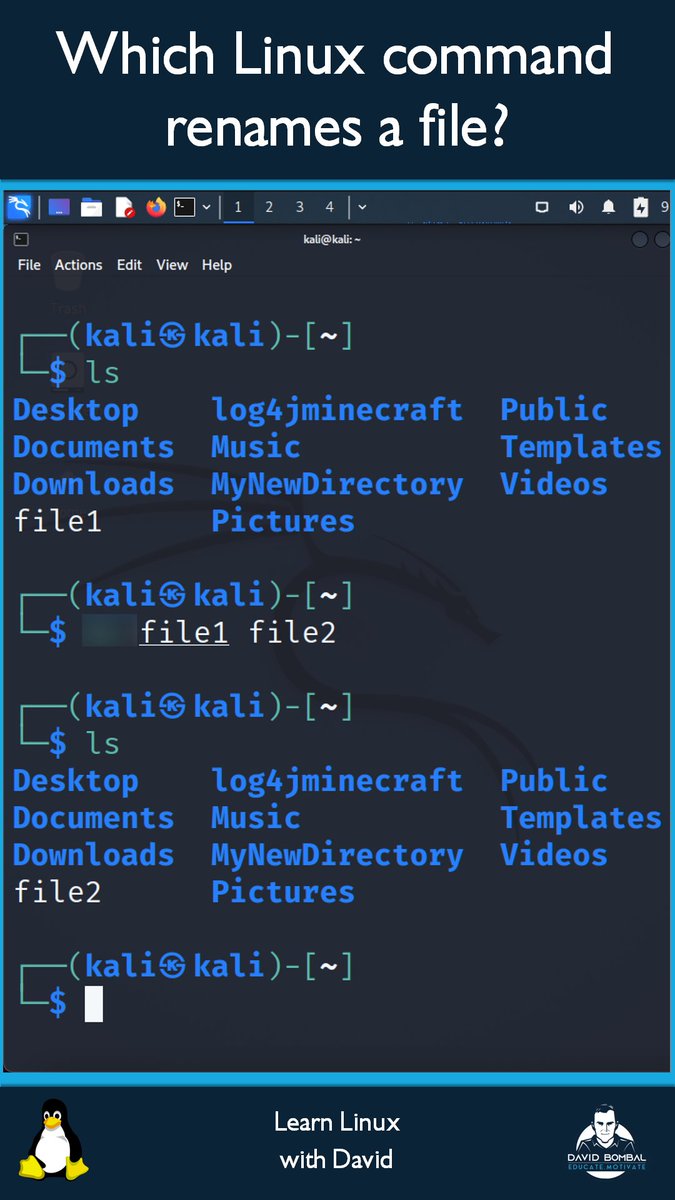 Which Linux command
renames a file?
1 2 3 4 9
kali@kali: ~
File Actions Edit View Help
Trash
┌──(kali㉿kali)-[~]
└─$ ls
Desktop log4jminecraft Public
Documents Music Templates
Downloads MyNewDirectory Videos
file1 Pictures
┌──(kali㉿kali)-[~]
└─$ file1 file2
┌──(kali㉿kali)-[~]
└─$ ls
Desktop log4jminecraft Public
Documents Music Templates
Downloads MyNewDirectory Videos
file2 Pictures
┌──(kali㉿kali)-[~]
└─$
Learn Linux
with David
DAVID BOMBAL
EDUCATE.MOTIVATE